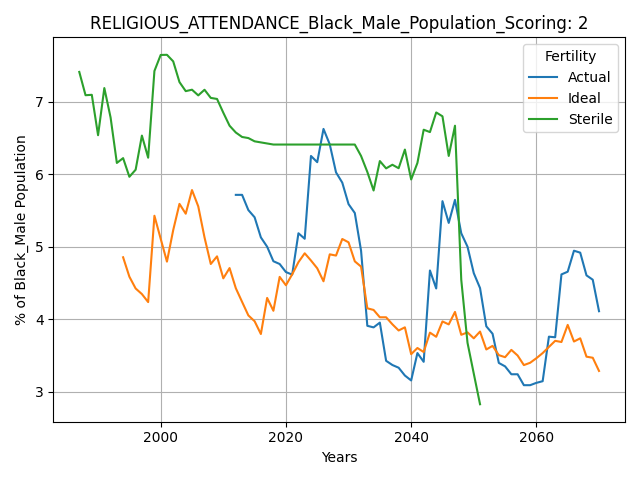 RELIGIOUS_ATTENDANCE_Black_Male_Population_Scoring: 2
Fertility
Actual
Ideal
Sterile
% of Black_Male Population
7
6
5
4
3
2000 2020 2040 2060
Years